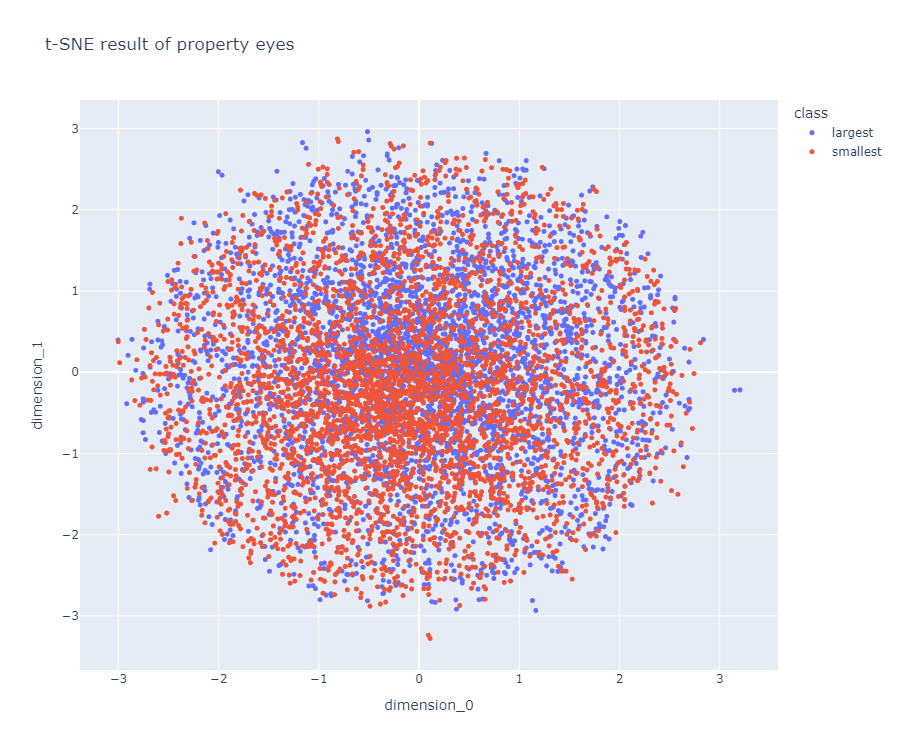 t-SNE result of property eyes
class
largest
smallest
3
2
1
0
−1
−2
−3
dimension_1
−3
−2
−1
0
1
2
3
dimension_0